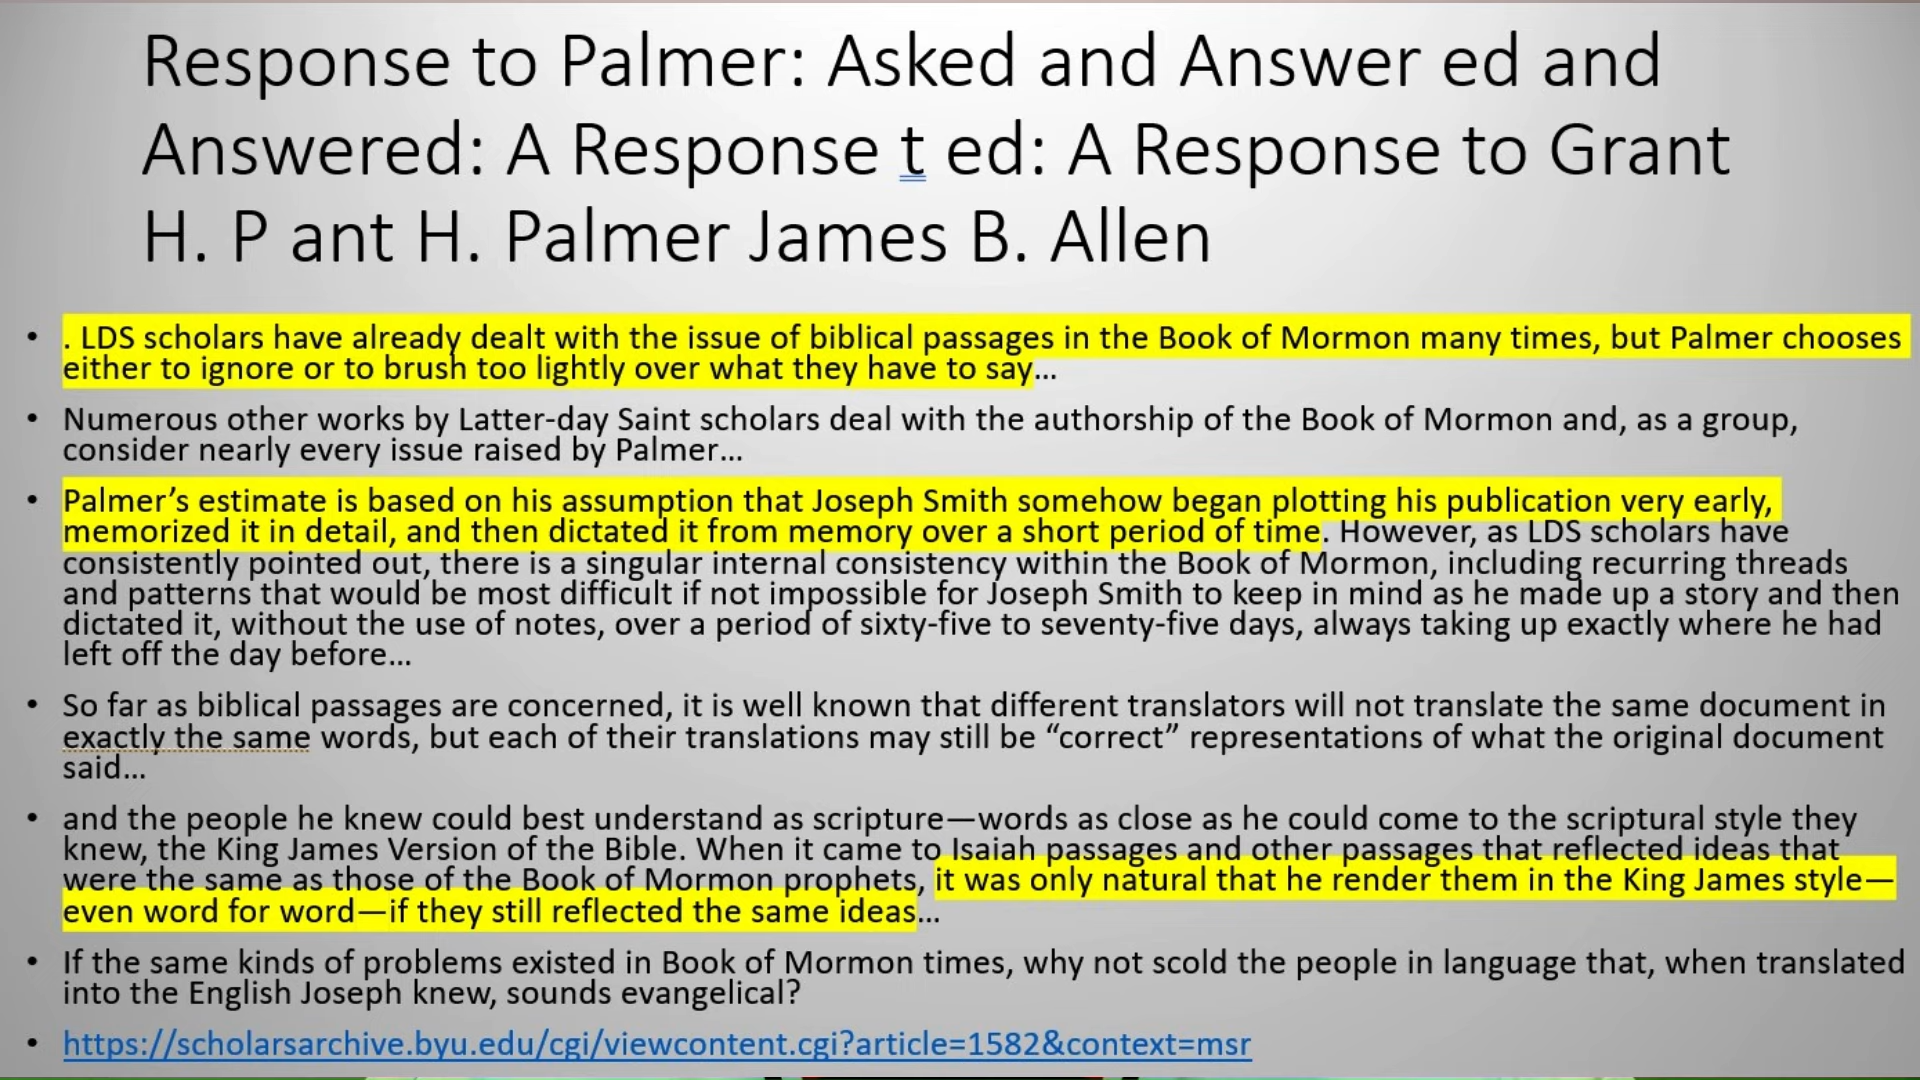 Response to Palmer: Asked and Answer ed and
Answered: A Response t ed: A Response to Grant
H. P ant H. Palmer James B. Allen
• . LDS scholars have already dealt with the issue of biblical passages in the Book of Mormon many times, but Palmer chooses
either to ignore or to brush too lightly over what they have to say…
• Numerous other works by Latter-day Saint scholars deal with the authorship of the Book of Mormon and, as a group,
consider nearly every issue raised by Palmer…
• Palmer’s estimate is based on his assumption that Joseph Smith somehow began plotting his publication very early,
memorized it in detail, and then dictated it from memory over a short period of time. However, as LDS scholars have
consistently pointed out, there is a singular internal consistency within the Book of Mormon, including recurring threads
and patterns that would be most difficult if not impossible for Joseph Smith to keep in mind as he made up a story and then
dictated it, without the use of notes, over a period of sixty-five to seventy-five days, always taking up exactly where he had
left off the day before…
• So far as biblical passages are concerned, it is well known that different translators will not translate the same document in
exactly the same words, but each of their translations may still be “correct” representations of what the original document
said…
• and the people he knew could best understand as scripture—words as close as he could come to the scriptural style they
knew, the King James Version of the Bible. When it came to Isaiah passages and other passages that reflected ideas that
were the same as those of the Book of Mormon prophets, it was only natural that he render them in the King James style—
even word for word—if they still reflected the same ideas…
• If the same kinds of problems existed in Book of Mormon times, why not scold the people in language that, when translated
into the English Joseph knew, sounds evangelical?
• https://scholarsarchive.byu.edu/cgi/viewcontent.cgi?article=1582&context=msr